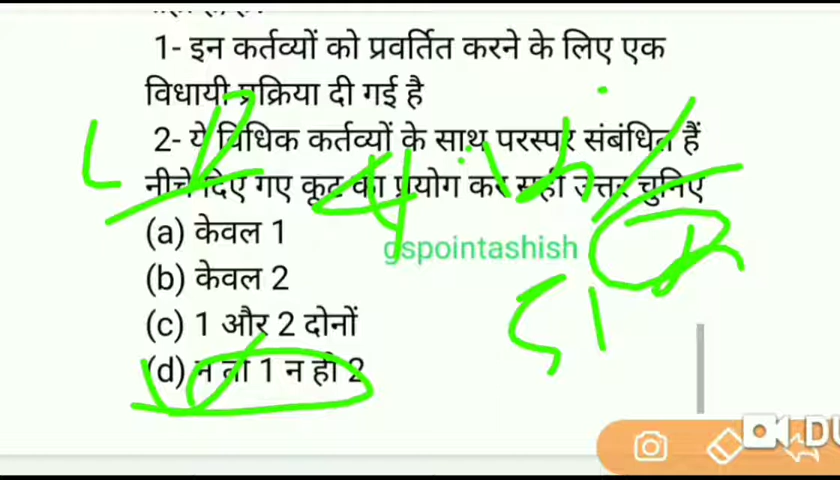 1- इन कर्तव्यों को प्रवर्तित करने के लिए एक
विधायी प्रक्रिया दी गई है
2- ये विधिक कर्तव्यों के साथ परस्पर संबंधित हैं
नीचे दिए गए कूट का प्रयोग कर सही उत्तर चुनिए
(a) केवल 1
gspointashish
(b) केवल 2
(c) 1 और 2 दोनों
(d) न तो 1 न ही 2
DU